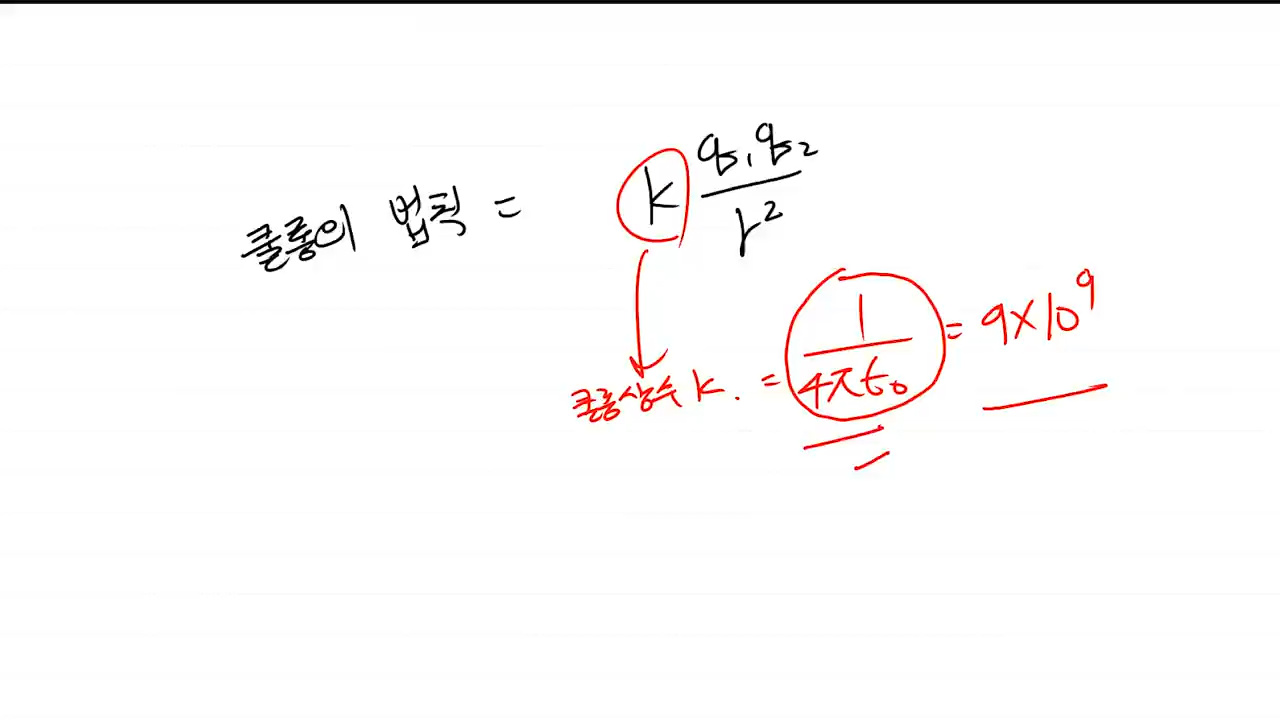 쿨롱의 법칙 = k q₁q₂ / r²
쿨롱상수 k. = 1 / 4πε₀ = 9×10⁹